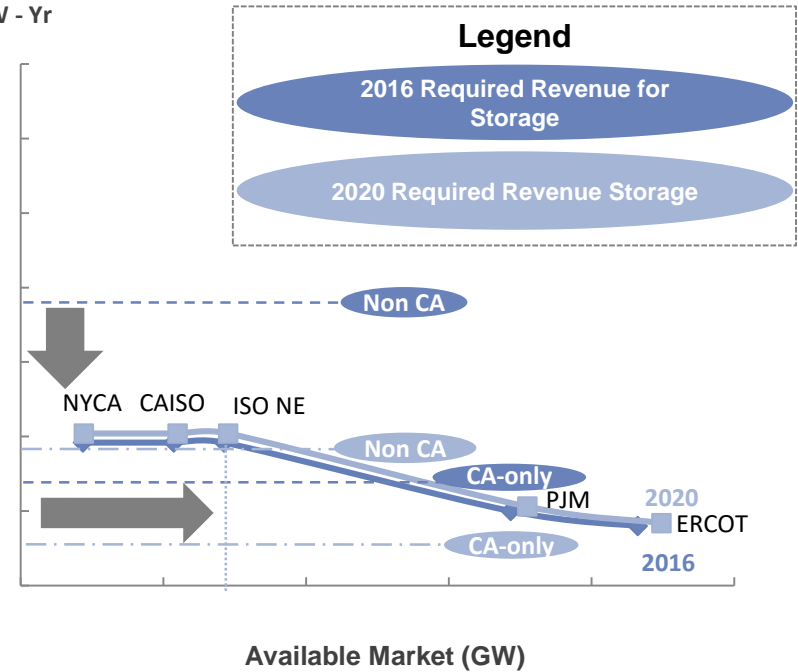 - Yr
Legend
2016 Required Revenue for
Storage
2020 Required Revenue Storage
Non CA
NYCA CAISO ISO NE
Non CA
CA-only
PJM
2020
ERCOT
CA-only
2016
Available Market (GW)